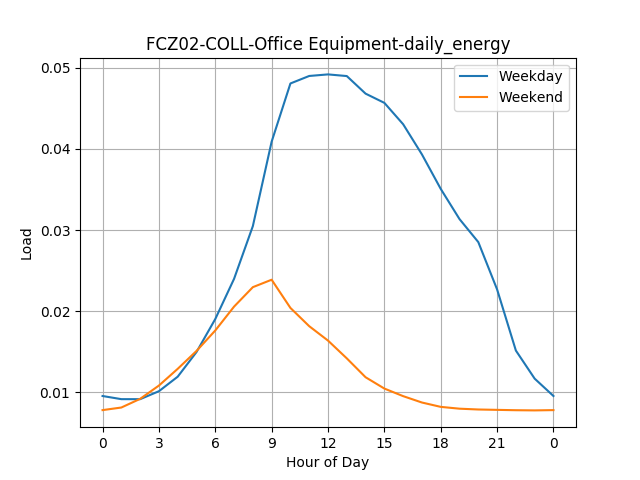 FCZ02-COLL-Office Equipment-daily_energy
Weekday
Weekend
0.05
0.04
0.03
0.02
0.01
Load
0 3 6 9 12 15 18 21 0
Hour of Day